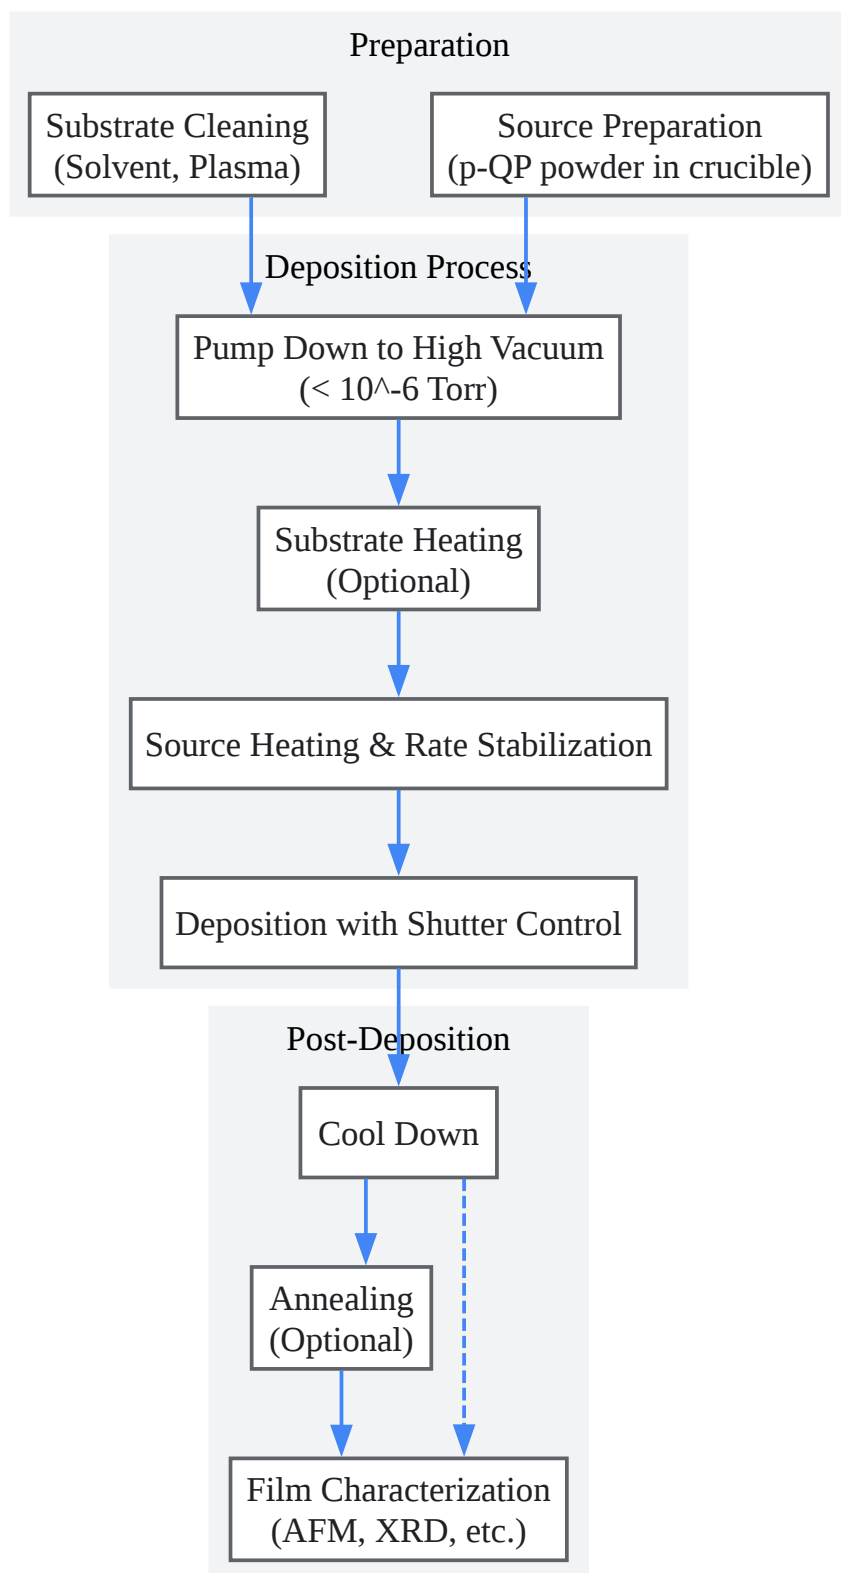 Preparation
Substrate Cleaning
(Solvent, Plasma)
Source Preparation
(p-QP powder in crucible)
Deposition Process
Pump Down to High Vacuum
(< 10^-6 Torr)
Substrate Heating
(Optional)
Source Heating & Rate Stabilization
Deposition with Shutter Control
Post-Deposition
Cool Down
Annealing
(Optional)
Film Characterization
(AFM, XRD, etc.)